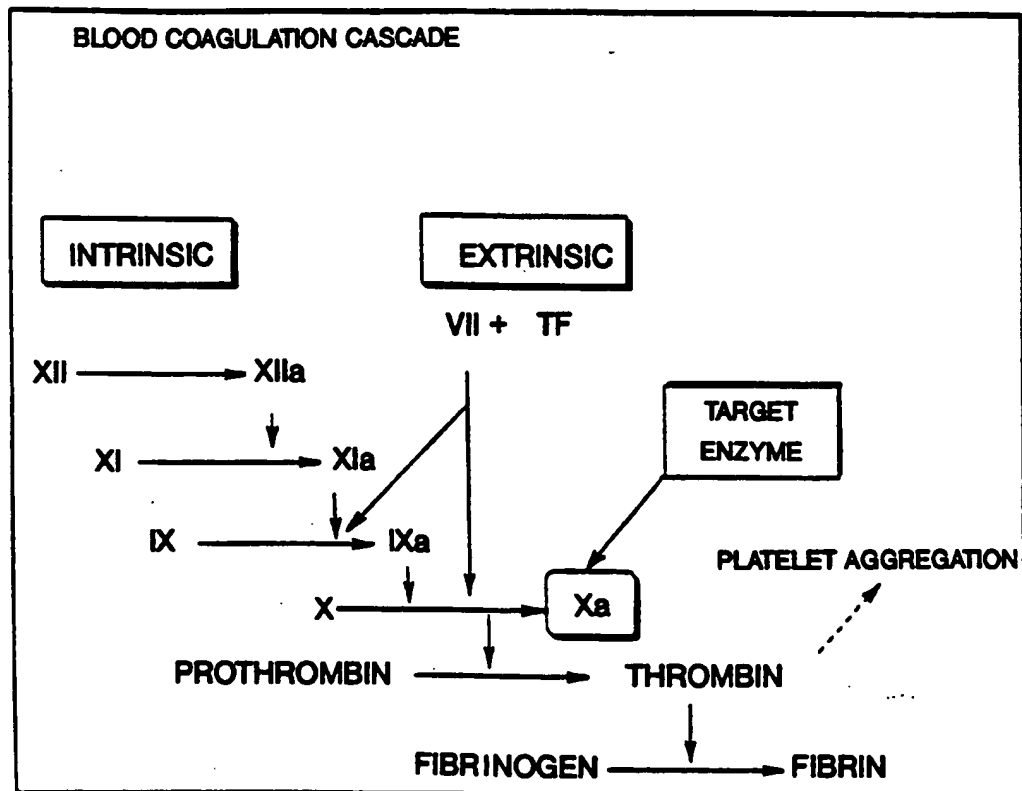 BLOOD COAGULATION CASCADE
INTRINSIC
EXTRINSIC
VII + TF
XII
XIIa
TARGET
ENZYME
XI
XIa
IX
IXa
PLATELET AGGREGATION
X
Xa
PROTHROMBIN
THROMBIN
FIBRINOGEN
FIBRIN